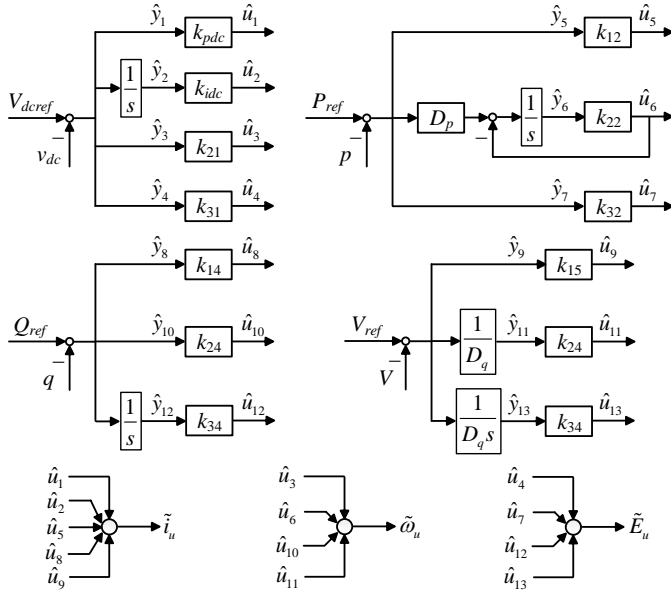 ŷ₁ k_pdc û₁
1/s ŷ₂ k_idc û₂
V_dcref − v_dc
ŷ₃ k₂₁ û₃
ŷ₄ k₃₁ û₄
ŷ₅ k₁₂ û₅
P_ref − p D_p − 1/s ŷ₆ k₂₂ û₆
ŷ₇ k₃₂ û₇
ŷ₈ k₁₄ û₈
Q_ref − q ŷ₁₀ k₂₄ û₁₀
1/s ŷ₁₂ k₃₄ û₁₂
ŷ₉ k₁₅ û₉
V_ref − V 1/D_q ŷ₁₁ k₂₄ û₁₁
1/D_q s ŷ₁₃ k₃₄ û₁₃
û₁
û₂
û₅ ĩ_u
û₈
û₉
û₃
û₆
ω̃_u
û₁₀
û₁₁
û₄
û₇
Ẽ_u
û₁₂
û₁₃